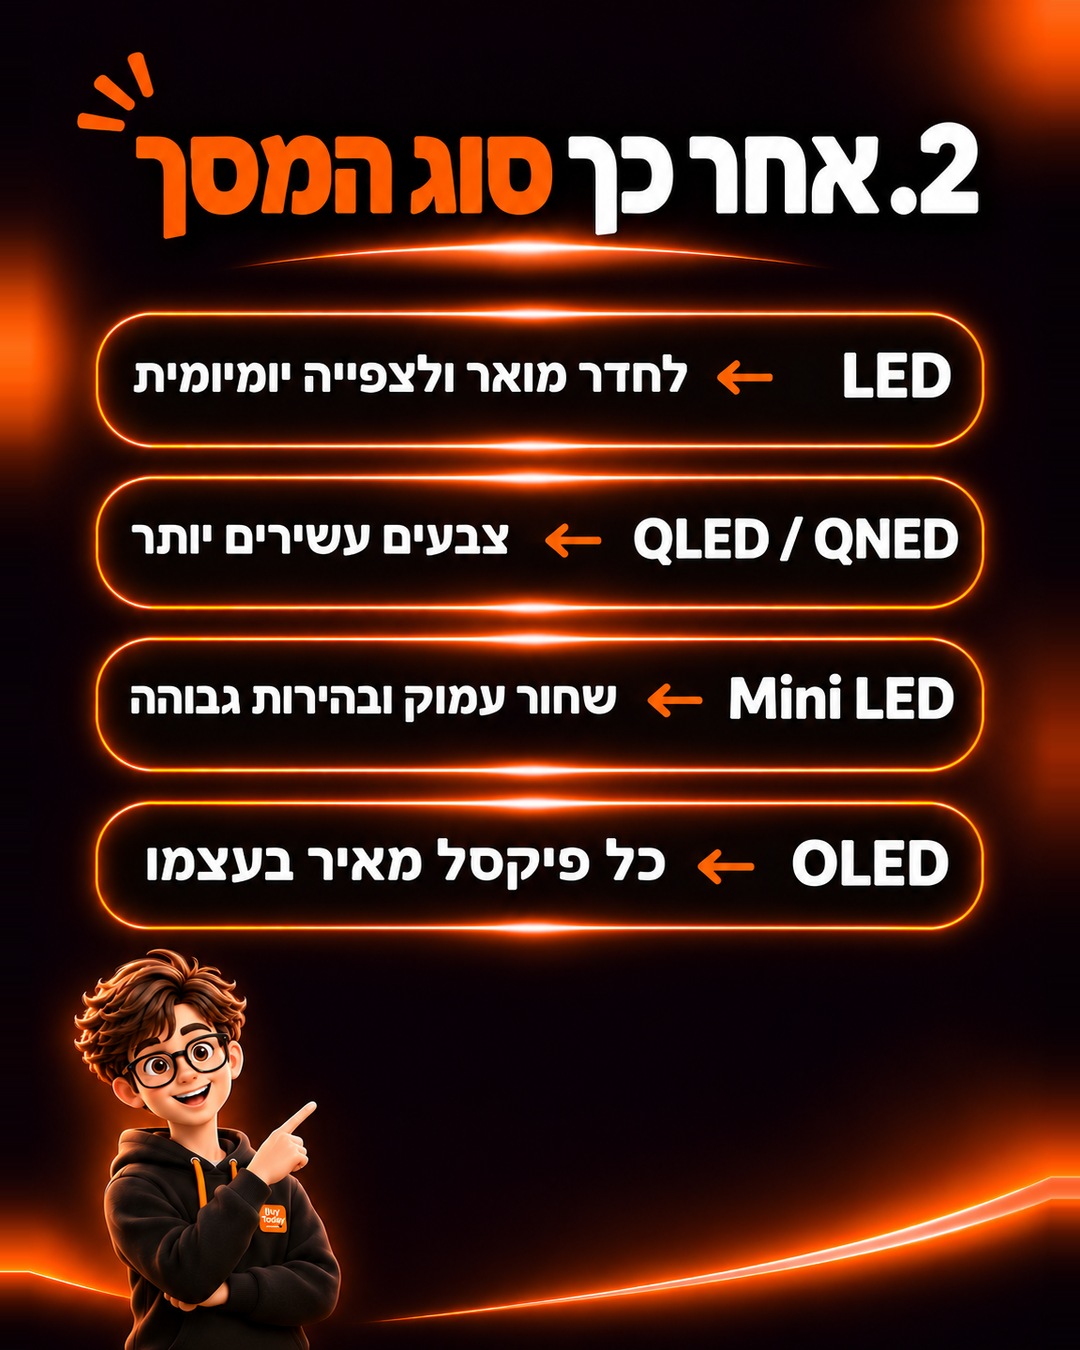 2. אחר כך סוג המסך
LED ← לחדר מואר ולצפייה יומיומית
QLED / QNED ← צבעים עשירים יותר
Mini LED ← שחור עמוק ובהירות גבוהה
OLED ← כל פיקסל מאיר בעצמו
Buy
Today